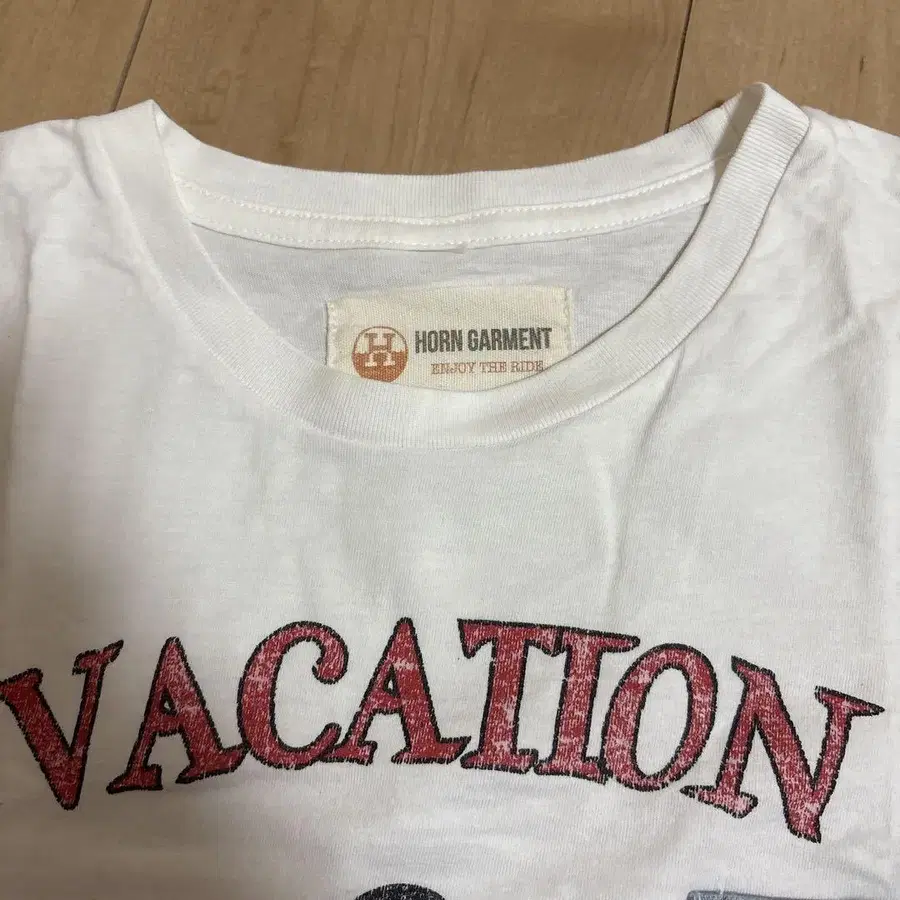 H
HORN GARMENT
ENJOY THE RIDE
VACATION